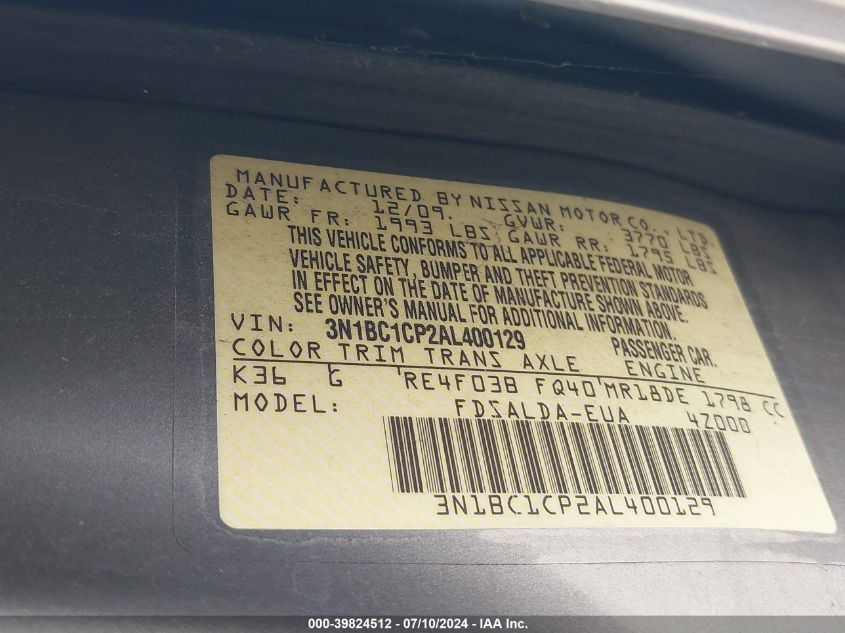 MANUFACTURED BY NISSAN MOTOR CO., LTD.
DATE: 12/09. GVWR: 3770 LBS
GAWR FR: 1993 LBS GAWR RR: 1795 LBS
THIS VEHICLE CONFORMS TO ALL APPLICABLE FEDERAL MOTOR
VEHICLE SAFETY, BUMPER AND THEFT PREVENTION STANDARDS
IN EFFECT ON THE DATE OF MANUFACTURE SHOWN ABOVE.
SEE OWNER'S MANUAL FOR ADDITIONAL INFORMATION.
VIN: 3N1BC1CP2AL400129 PASSENGER CAR.
COLOR TRIM TRANS AXLE ENGINE
K36 G RE4F03B FQ40 MR18DE 1798 CC
MODEL: FDSALDA-EUA 4Z000
3N1BC1CP2AL400129
000-39824512 - 07/10/2024 - IAA Inc.